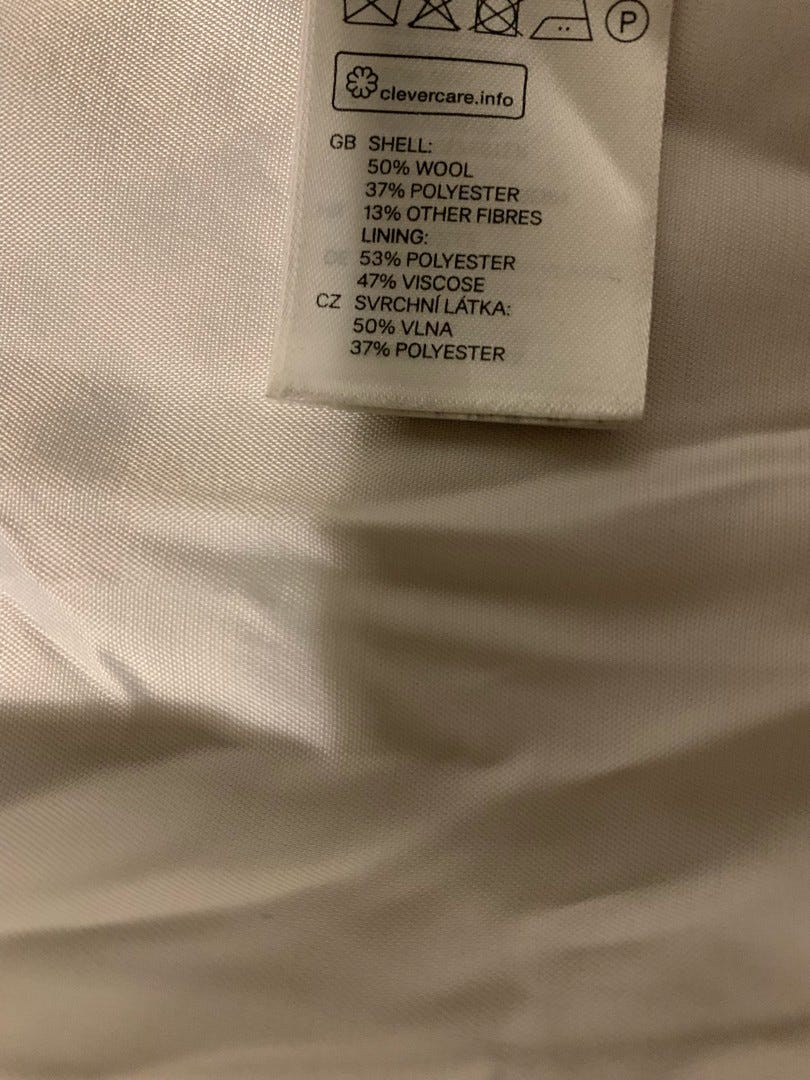 P
clevercare.info
GB SHELL:
50% WOOL
37% POLYESTER
13% OTHER FIBRES
LINING:
53% POLYESTER
47% VISCOSE
CZ SVRCHNÍ LÁTKA:
50% VLNA
37% POLYESTER